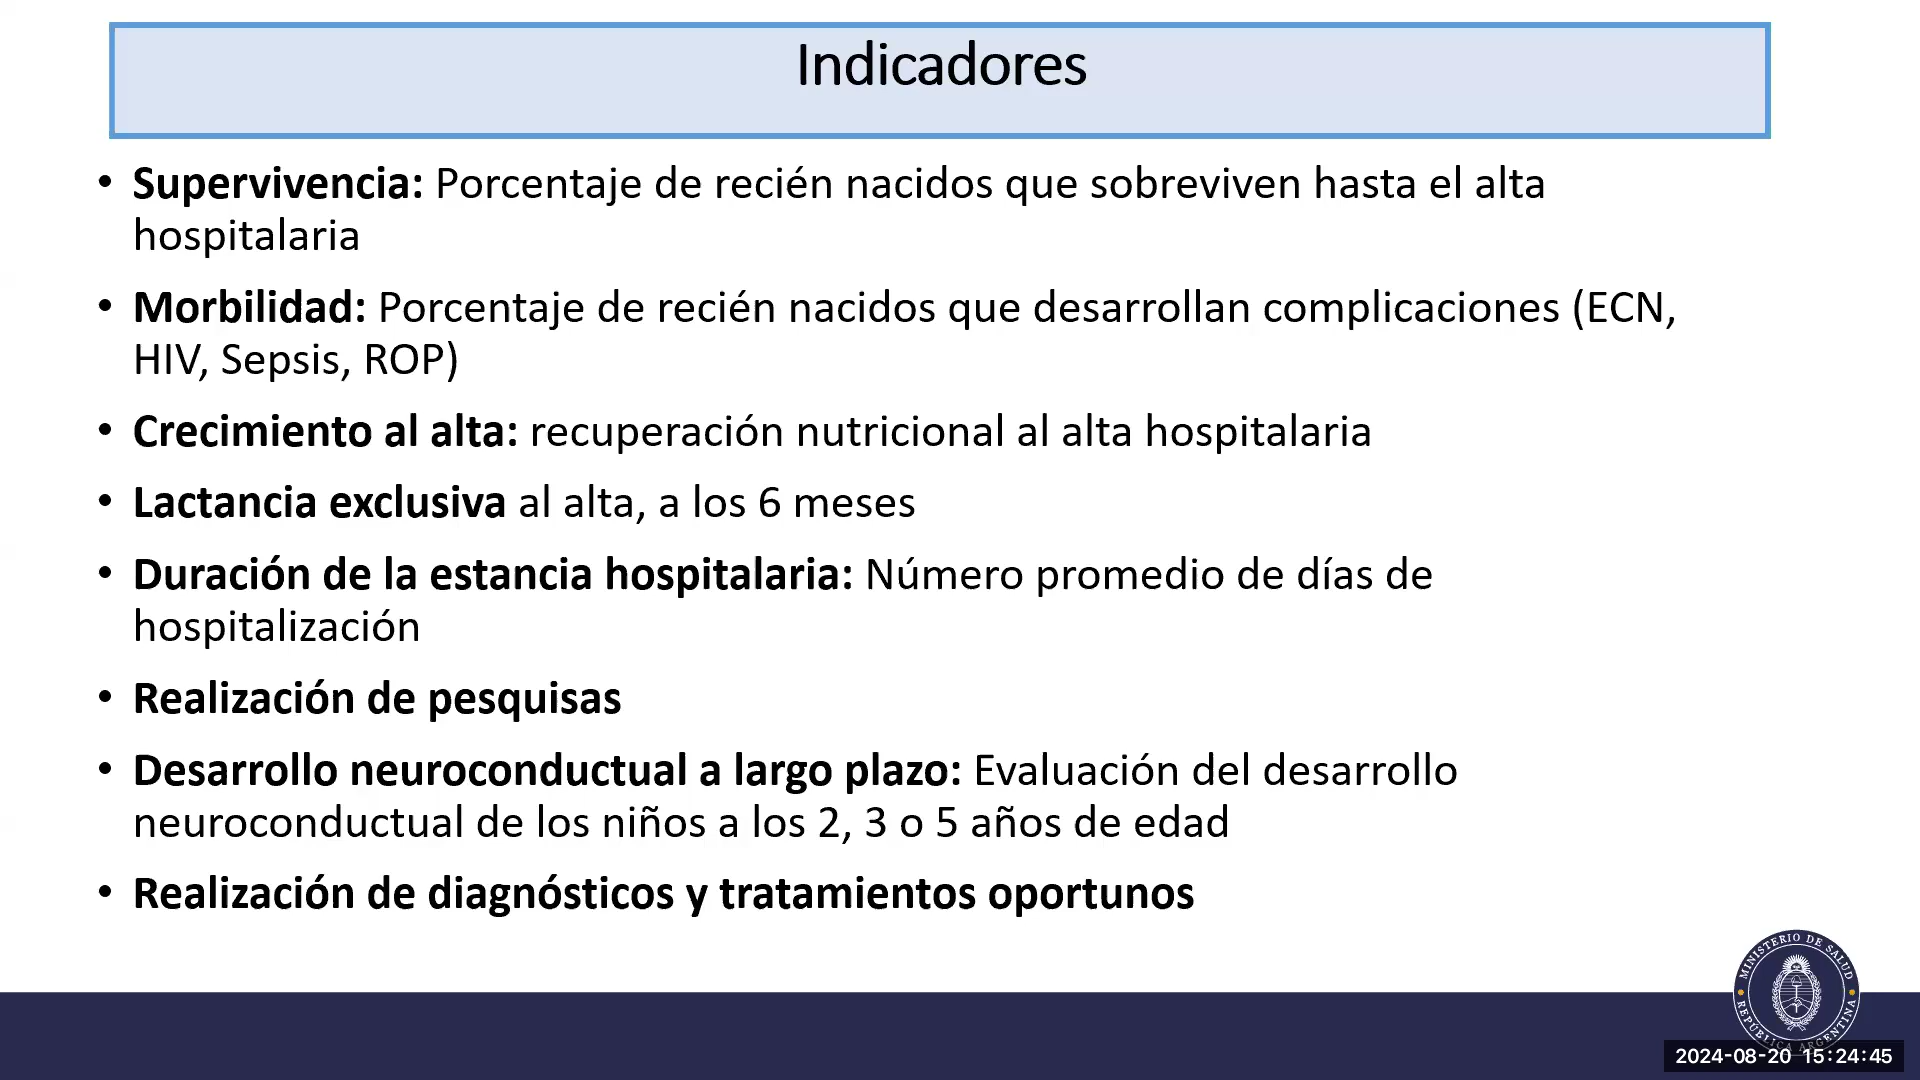 Indicadores
• Supervivencia: Porcentaje de recién nacidos que sobreviven hasta el alta
hospitalaria
• Morbilidad: Porcentaje de recién nacidos que desarrollan complicaciones (ECN,
HIV, Sepsis, ROP)
• Crecimiento al alta: recuperación nutricional al alta hospitalaria
• Lactancia exclusiva al alta, a los 6 meses
• Duración de la estancia hospitalaria: Número promedio de días de
hospitalización
• Realización de pesquisas
• Desarrollo neuroconductual a largo plazo: Evaluación del desarrollo
neuroconductual de los niños a los 2, 3 o 5 años de edad
• Realización de diagnósticos y tratamientos oportunos
MINISTERIO DE SALUD
REPÚBLICA ARGENTINA
2024-08-20 15:24:45